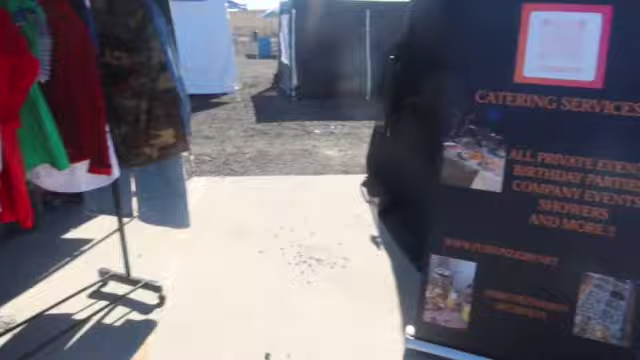 CATERING SERVICES
ALL PRIVATE EVENTS
BIRTHDAY PARTIES
COMPANY EVENTS
SHOWERS
AND MORE!